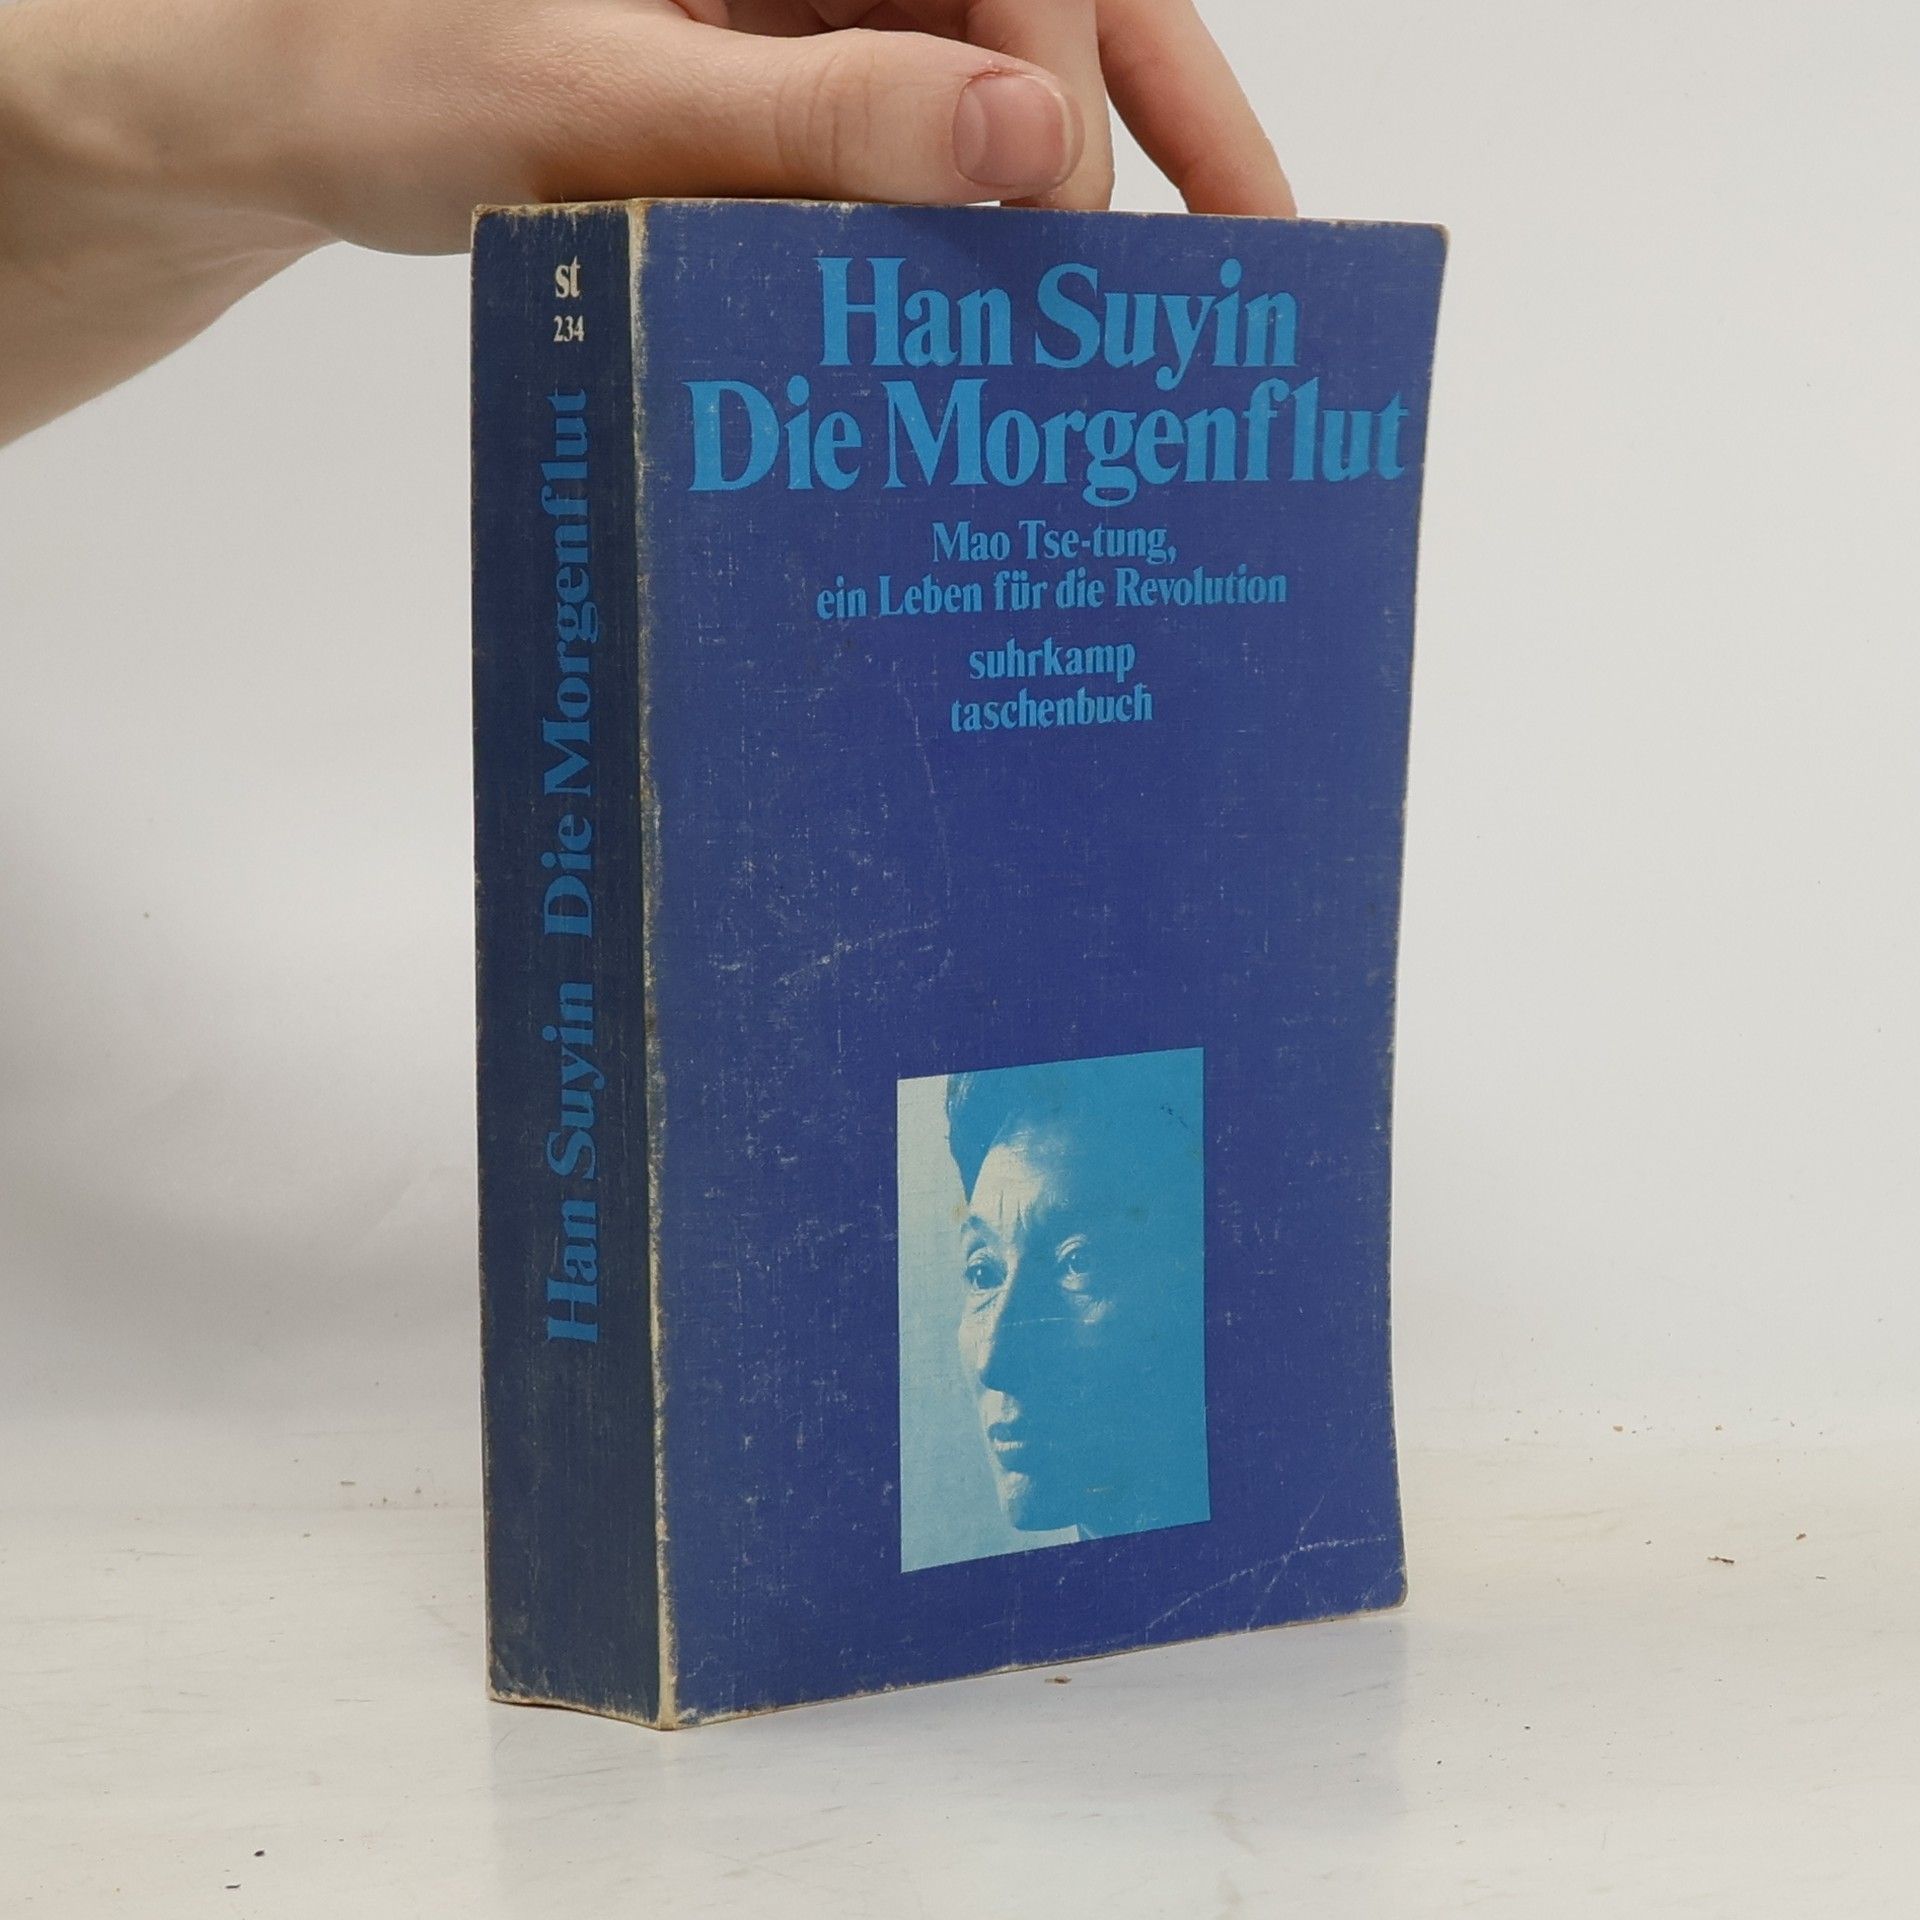 st
234
Han Suyin Die Morgenflut
Han Suyin
Die Morgenflut
Mao Tse-tung,
ein Leben für die Revolution
suhrkamp
taschenbuch